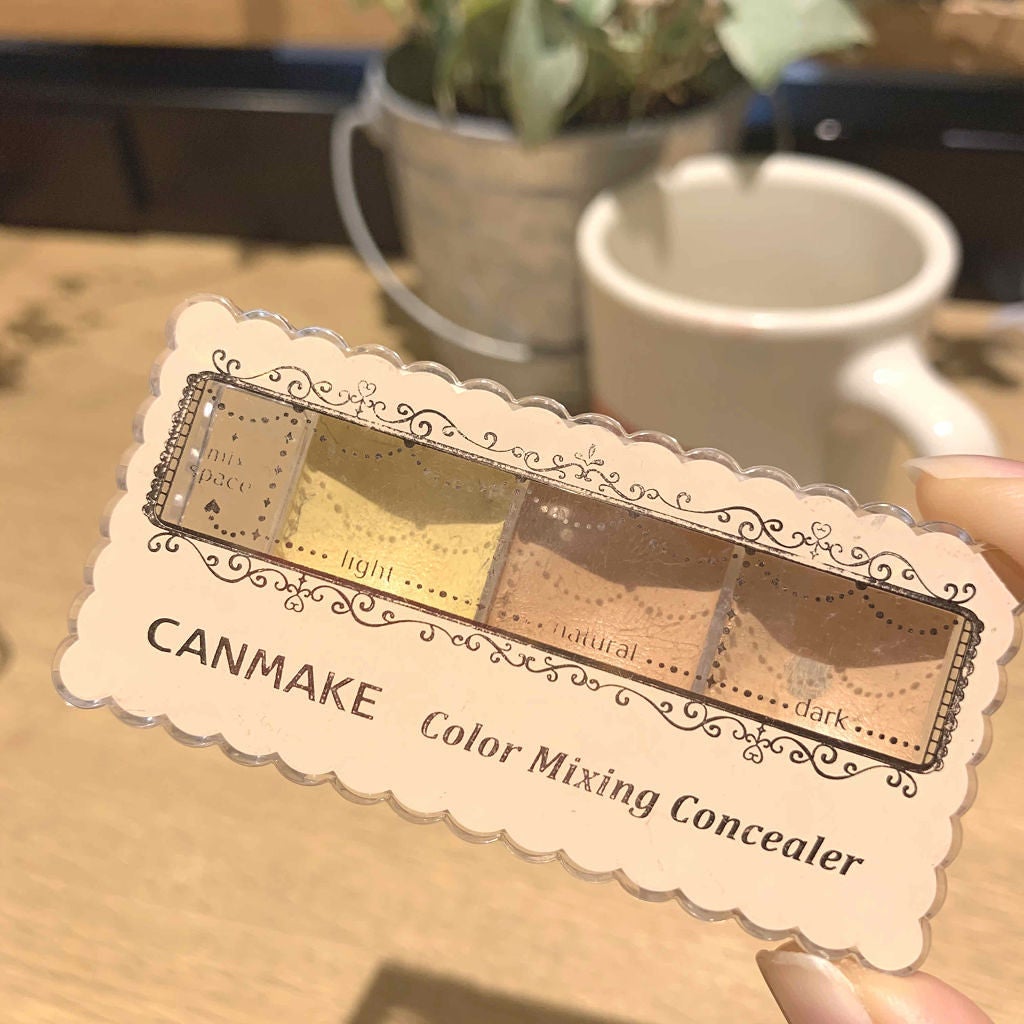 mix
space
light
natural
dark
CANMAKE
Color Mixing Concealer